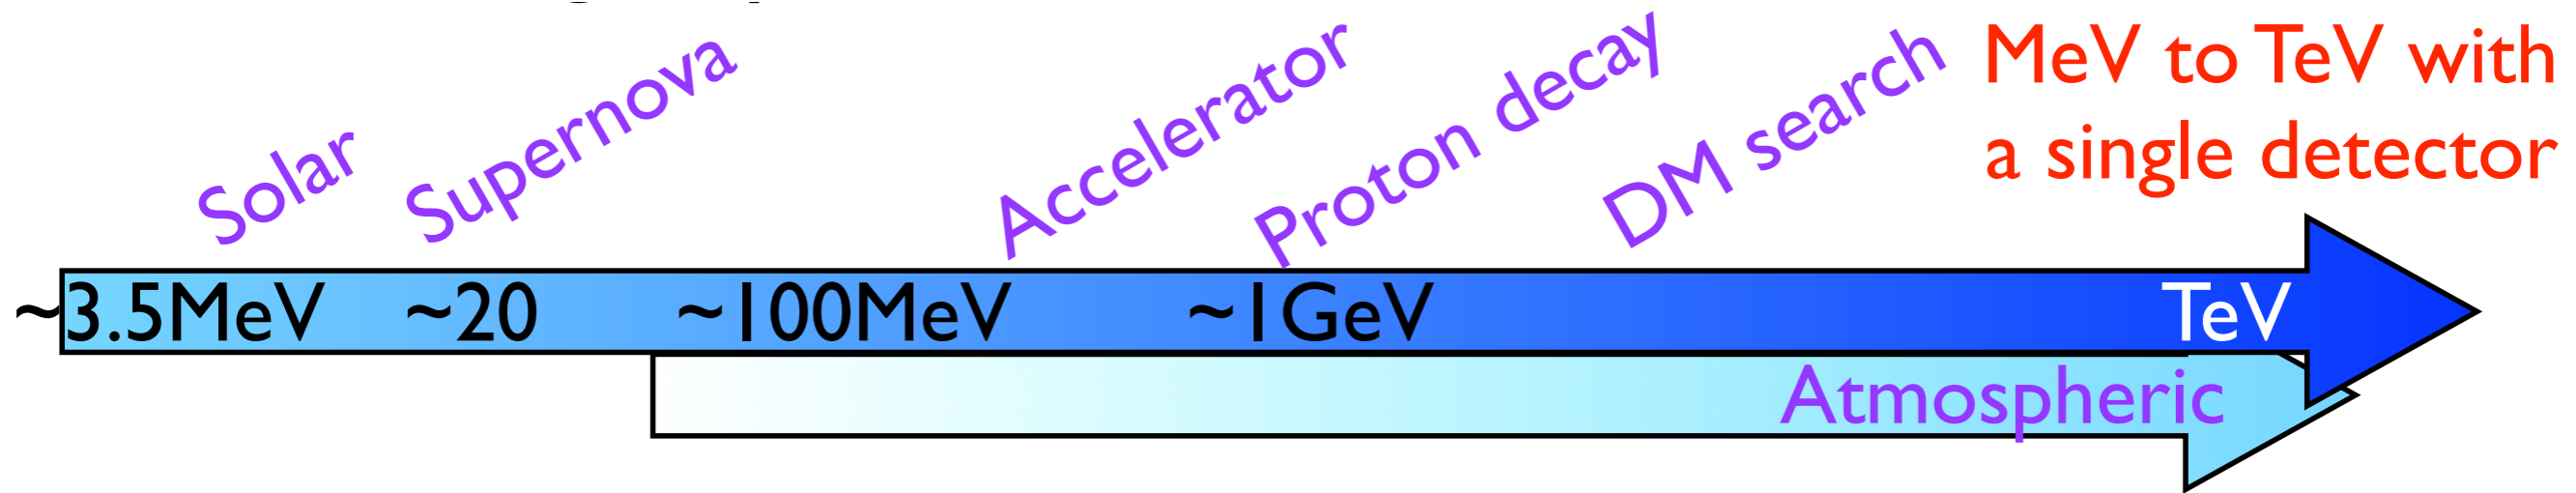 Solar
Supernova
Accelerator
Proton decay
DM search
MeV to TeV with
a single detector
~3.5MeV ~20 ~100MeV ~1GeV TeV
Atmospheric